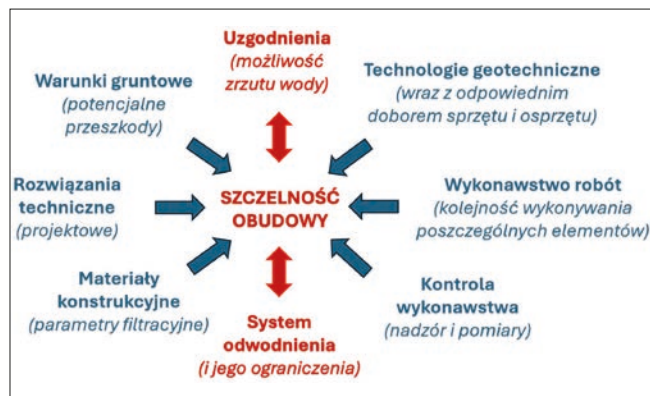 Uzgodnienia
(możliwość
zrzutu wody)
Warunki gruntowe
(potencjalne
przeszkody)
Technologie geotechniczne
(wraz z odpowiednim
doborem sprzętu i osprzętu)
Rozwiązania
techniczne
(projektowe)
SZCZELNOŚĆ
OBUDOWY
Wykonawstwo robót
(kolejność wykonywania
poszczególnych elementów)
Materiały
konstrukcyjne
(parametry filtracyjne)
System
odwodnienia
(i jego ograniczenia)
Kontrola
wykonawstwa
(nadzór i pomiary)